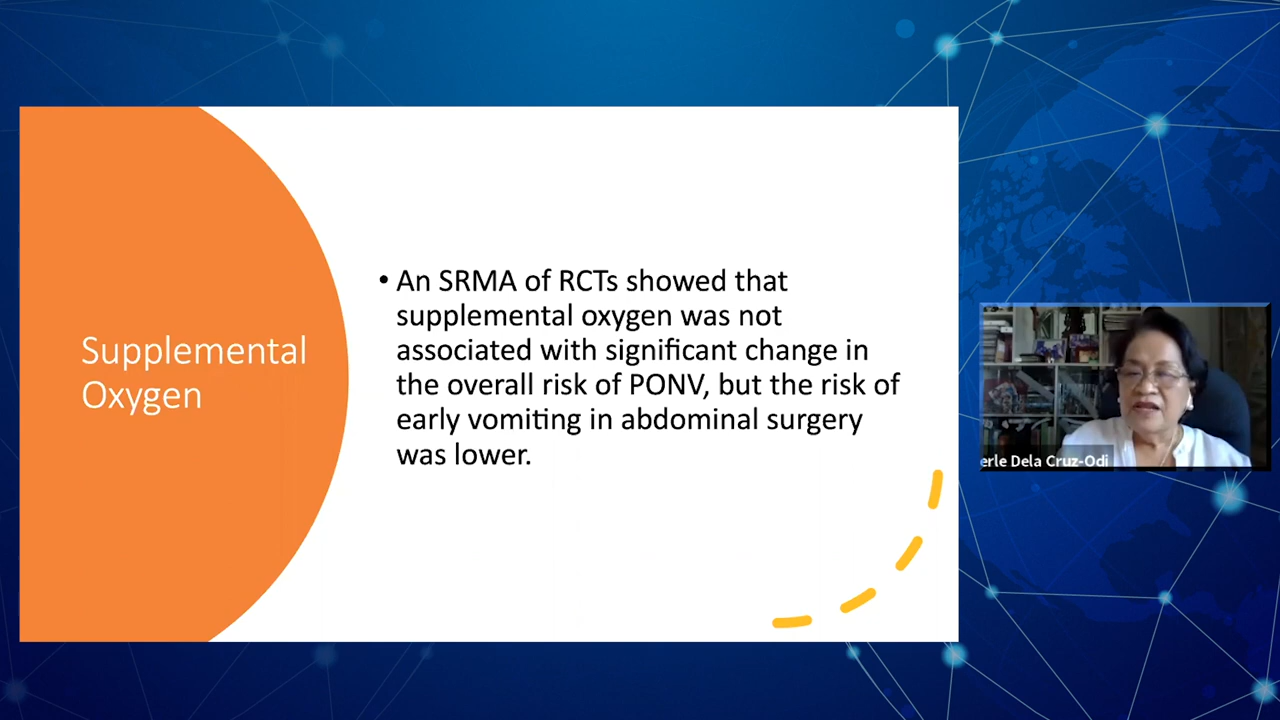 Supplemental
Oxygen
• An SRMA of RCTs showed that
supplemental oxygen was not
associated with significant change in
the overall risk of PONV, but the risk of
early vomiting in abdominal surgery
was lower.
erle Dela Cruz-Odi